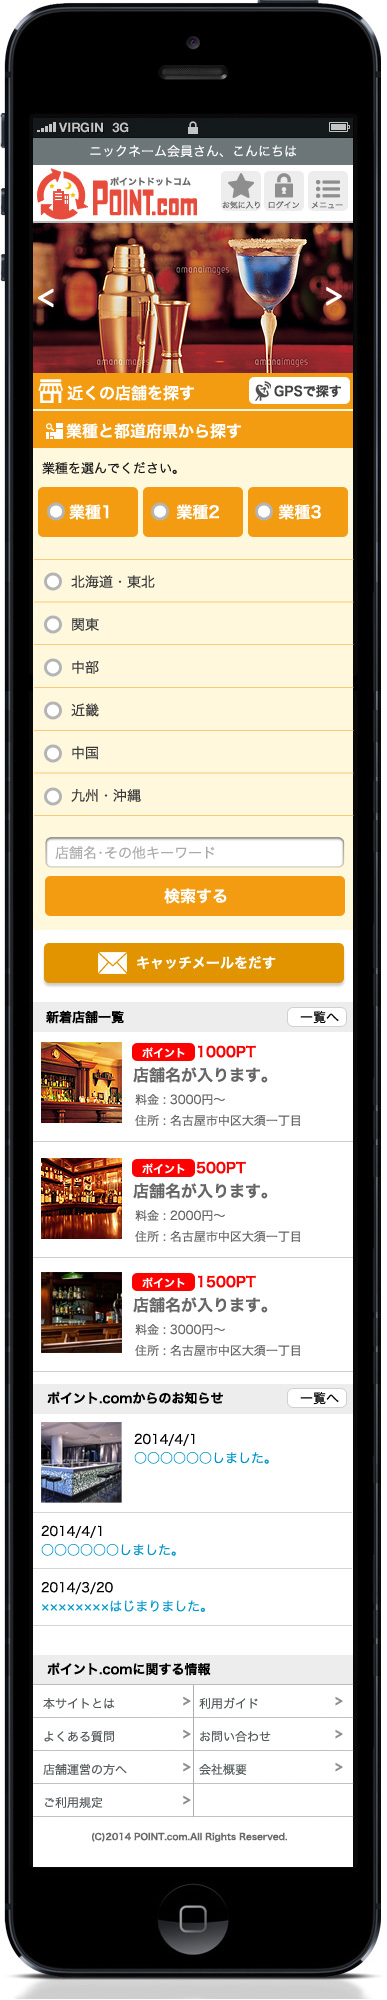 VIRGIN 3G
ニックネーム会員さん、こんにちは
ポイントドットコム
POINT.com
お気に入り ログイン メニュー
amanaimages
amanaimages amanaimages
近くの店舗を探す GPSで探す
業種と都道府県から探す
業種を選んでください。
業種1 業種2 業種3
北海道・東北
関東
中部
近畿
中国
九州・沖縄
店舗名・その他キーワード
検索する
キャッチメールをだす
新着店舗一覧 一覧へ
ポイント 1000PT
店舗名が入ります。
料金：3000円〜
住所：名古屋市中区大須一丁目
ポイント 500PT
店舗名が入ります。
料金：2000円〜
住所：名古屋市中区大須一丁目
ポイント 1500PT
店舗名が入ります。
料金：3000円〜
住所：名古屋市中区大須一丁目
ポイント.comからのお知らせ 一覧へ
2014/4/1
〇〇〇〇〇〇しました。
2014/4/1
〇〇〇〇〇〇しました。
2014/3/20
××××××××はじまりました。
ポイント.comに関する情報
本サイトとは > 利用ガイド >
よくある質問 > お問い合わせ >
店舗運営の方へ > 会社概要 >
ご利用規定 >
(C)2014 POINT.com.All Rights Reserved.